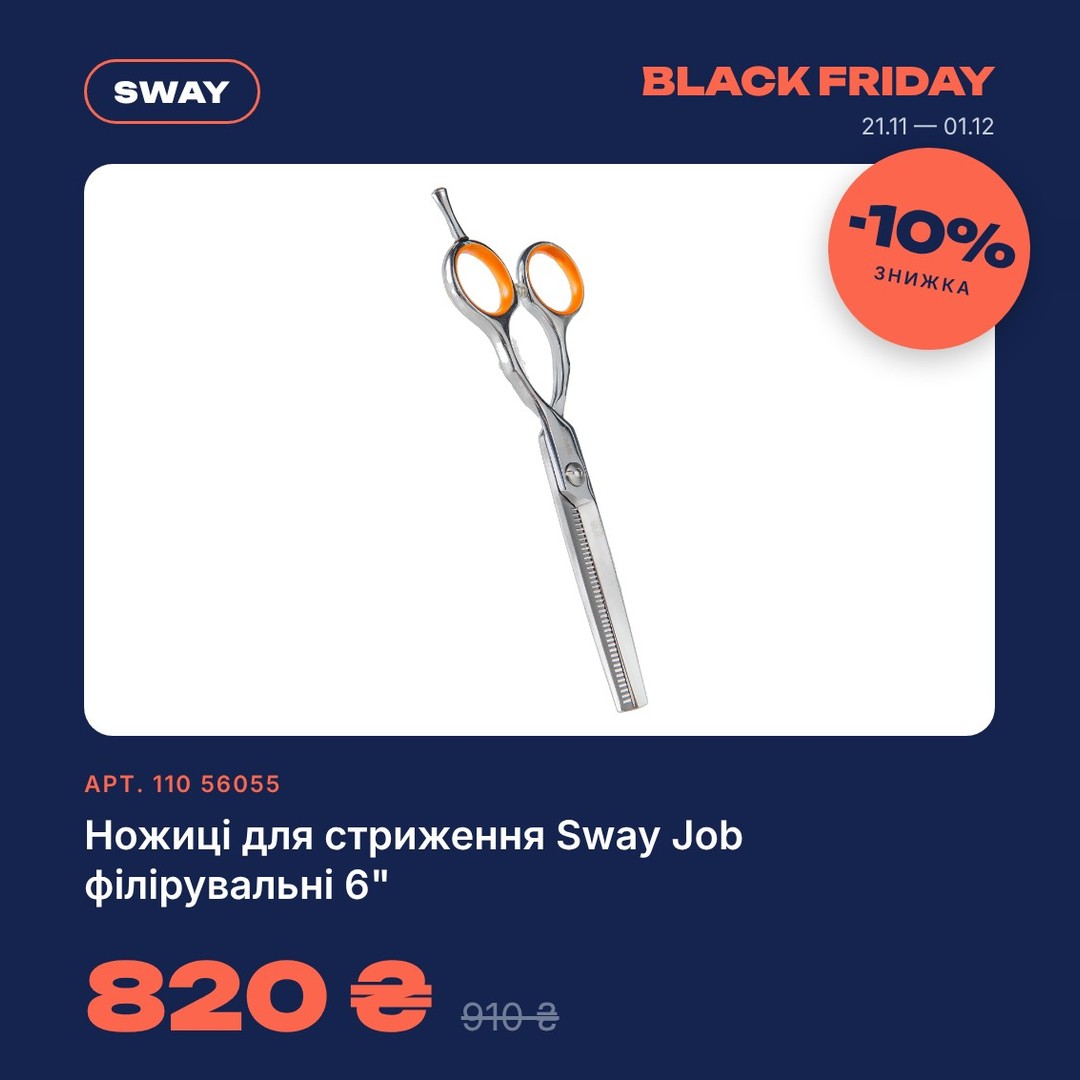 SWAY
BLACK FRIDAY
21.11 — 01.12
-10%
ЗНИЖКА
АРТ. 110 56055
Ножиці для стриження Sway Job
філірувальні 6"
820 ₴ 910 ₴